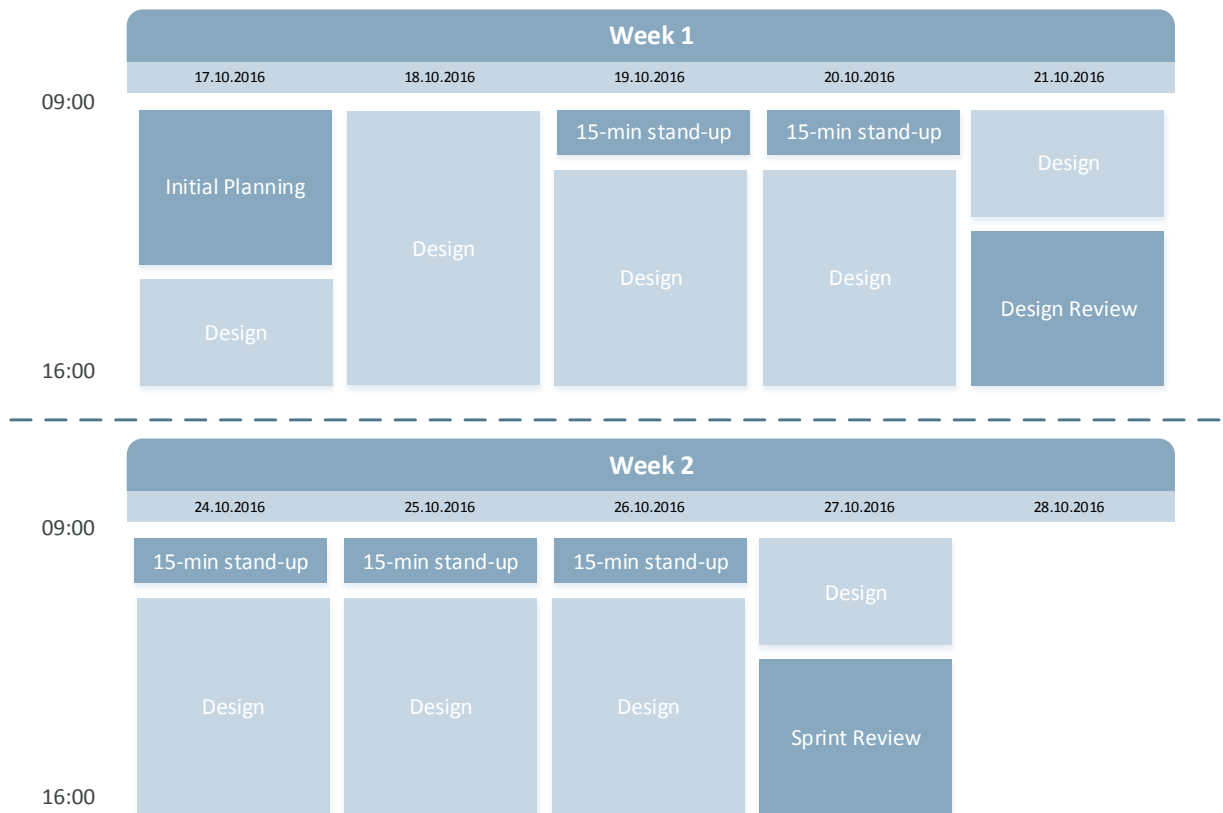 Week 1
17.10.2016 18.10.2016 19.10.2016 20.10.2016 21.10.2016
09:00
15-min stand-up 15-min stand-up
Design
Initial Planning
Design
Design Design
Design Review
Design
16:00
Week 2
24.10.2016 25.10.2016 26.10.2016 27.10.2016 28.10.2016
09:00
15-min stand-up 15-min stand-up 15-min stand-up
Design
Design Design Design
Sprint Review
16:00